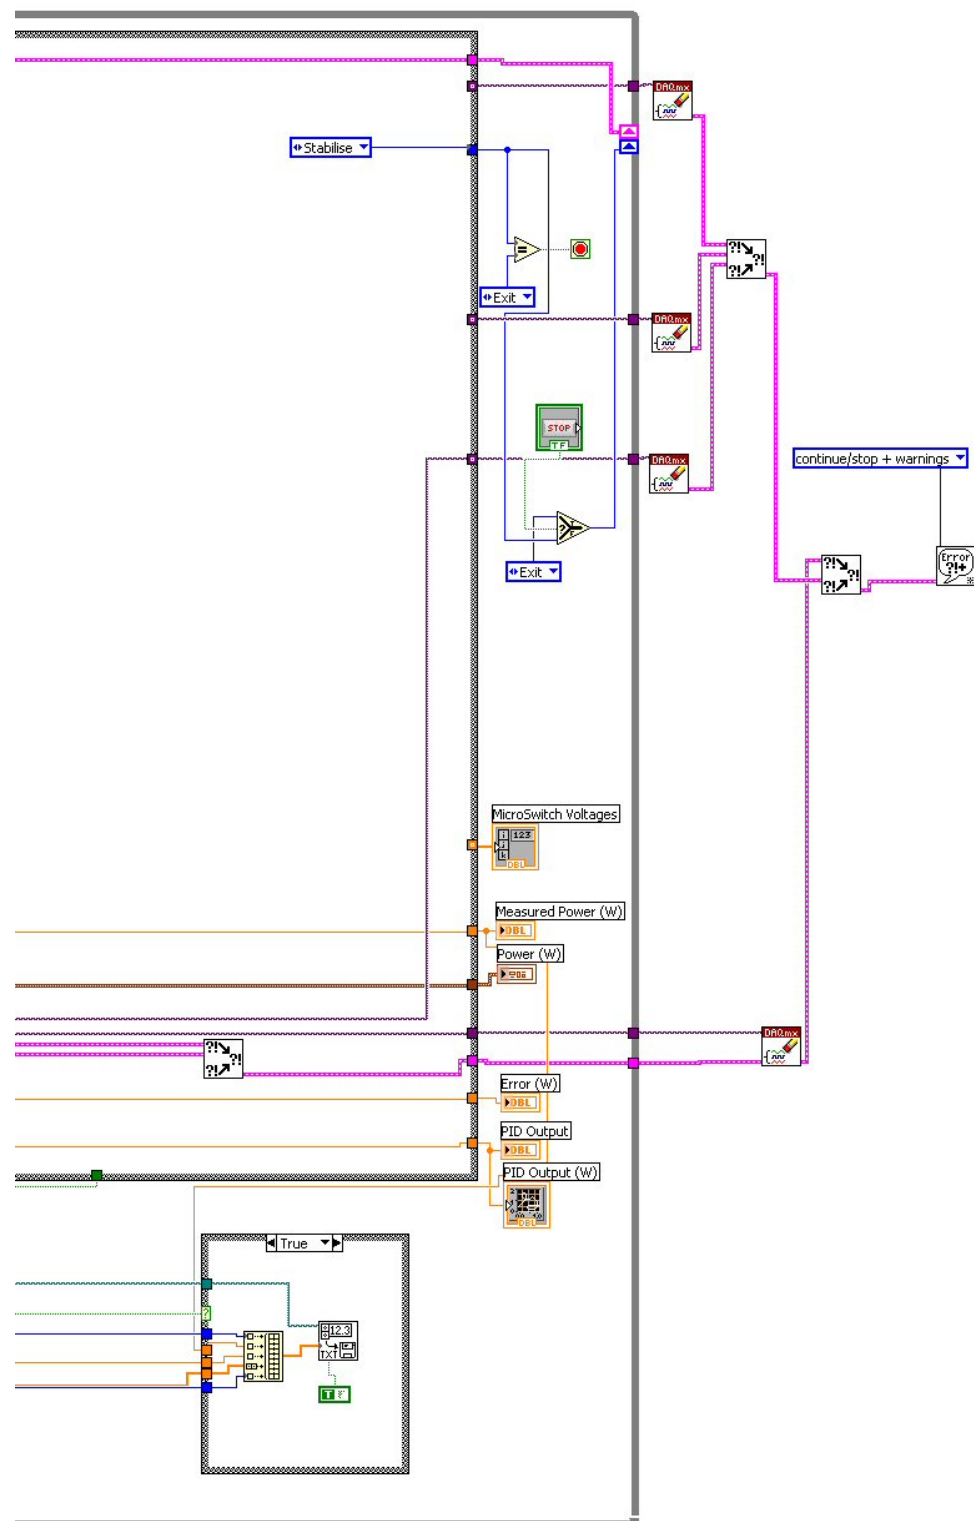 DAQmx
Stabilise
?! ?! ?!
Exit
DAQmx
STOP
TF
DAQmx
continue/stop + warnings
?! ?! ?!
Error
?!+
Exit
MicroSwitch Voltages
i 123
j
k
DBL
Measured Power (W)
DBL
Power (W)
DAQmx
?! ?! ?!
Error (W)
DBL
PID Output
DBL
PID Output (W)
DBL
True
?
12.3
TXT
T F